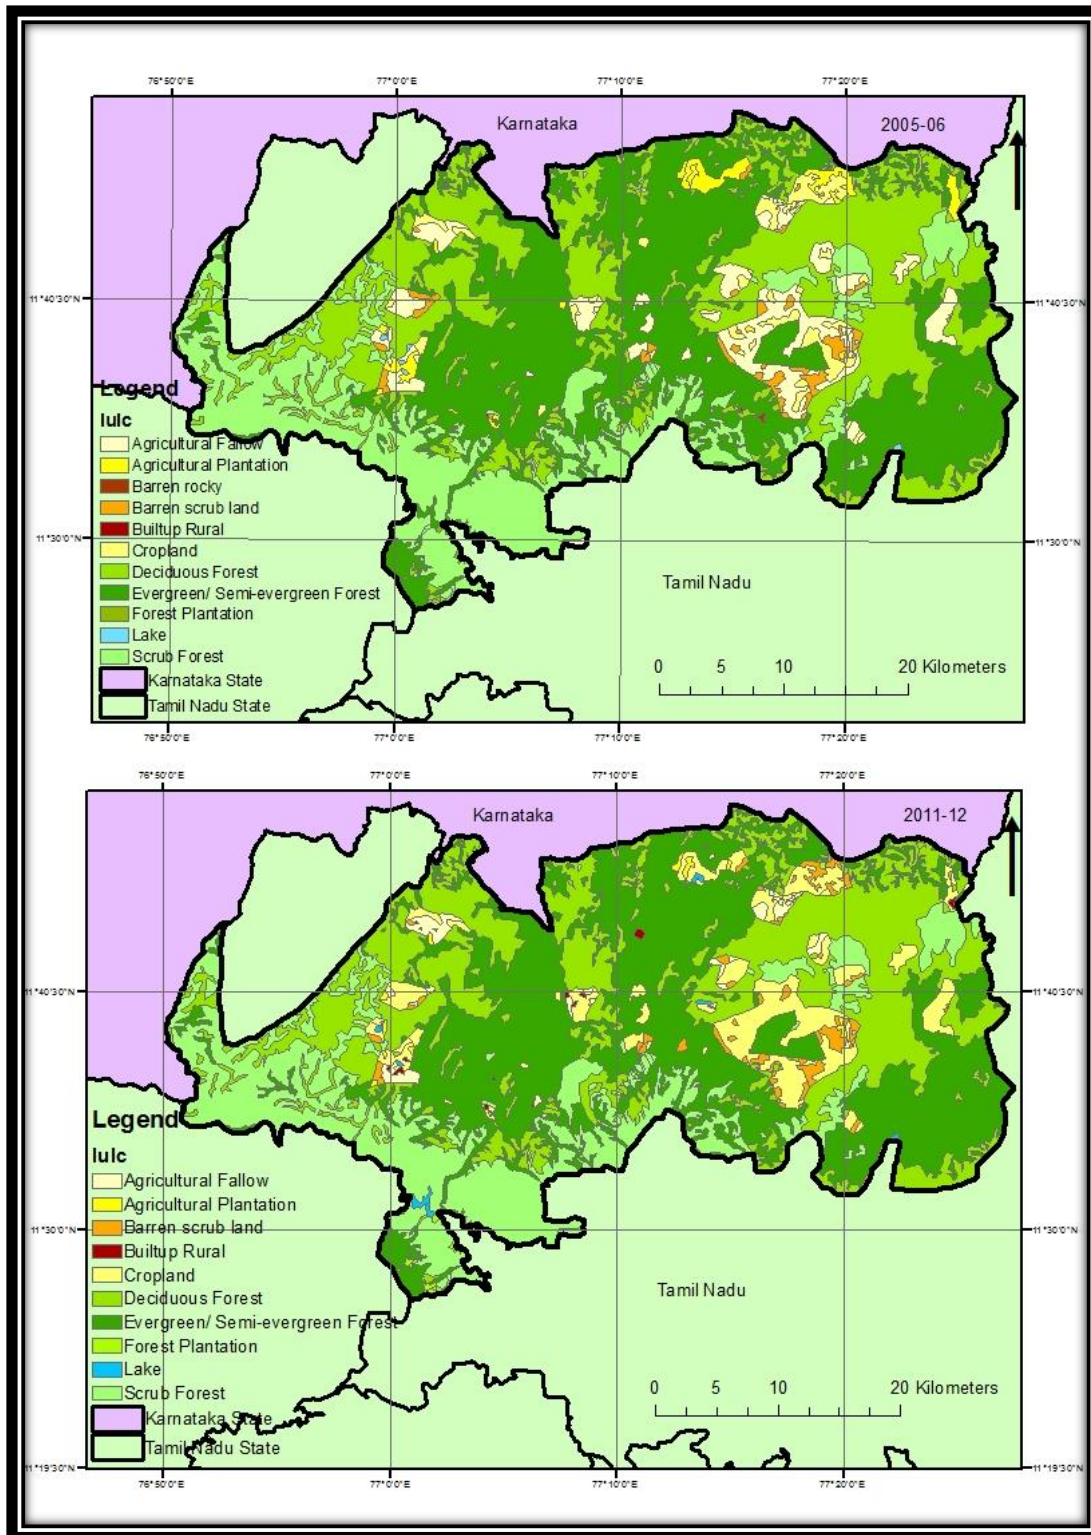 76°50'0"E 77°0'0"E 77°10'0"E 77°20'0"E
Karnataka 2005-06
11°40'30"N 11°40'30"N
Legend
lulc
Agricultural Fallow
Agricultural Plantation
Barren rocky
Barren scrub land
Builtup Rural
Cropland
Deciduous Forest
Evergreen/ Semi-evergreen Forest
Forest Plantation
Lake
Scrub Forest
Karnataka State
Tamil Nadu State
11°30'0"N 11°30'0"N
Tamil Nadu
0 5 10 20 Kilometers
76°50'0"E 77°0'0"E 77°10'0"E 77°20'0"E
76°50'0"E 77°0'0"E 77°10'0"E 77°20'0"E
Karnataka 2011-12
11°40'30"N 11°40'30"N
Legend
lulc
Agricultural Fallow
Agricultural Plantation
Barren scrub land
Builtup Rural
Cropland
Deciduous Forest
Evergreen/ Semi-evergreen Forest
Forest Plantation
Lake
Scrub Forest
Karnataka State
Tamil Nadu State
11°30'0"N 11°30'0"N
Tamil Nadu
0 5 10 20 Kilometers
11°19'30"N 11°19'30"N
76°50'0"E 77°0'0"E 77°10'0"E 77°20'0"E